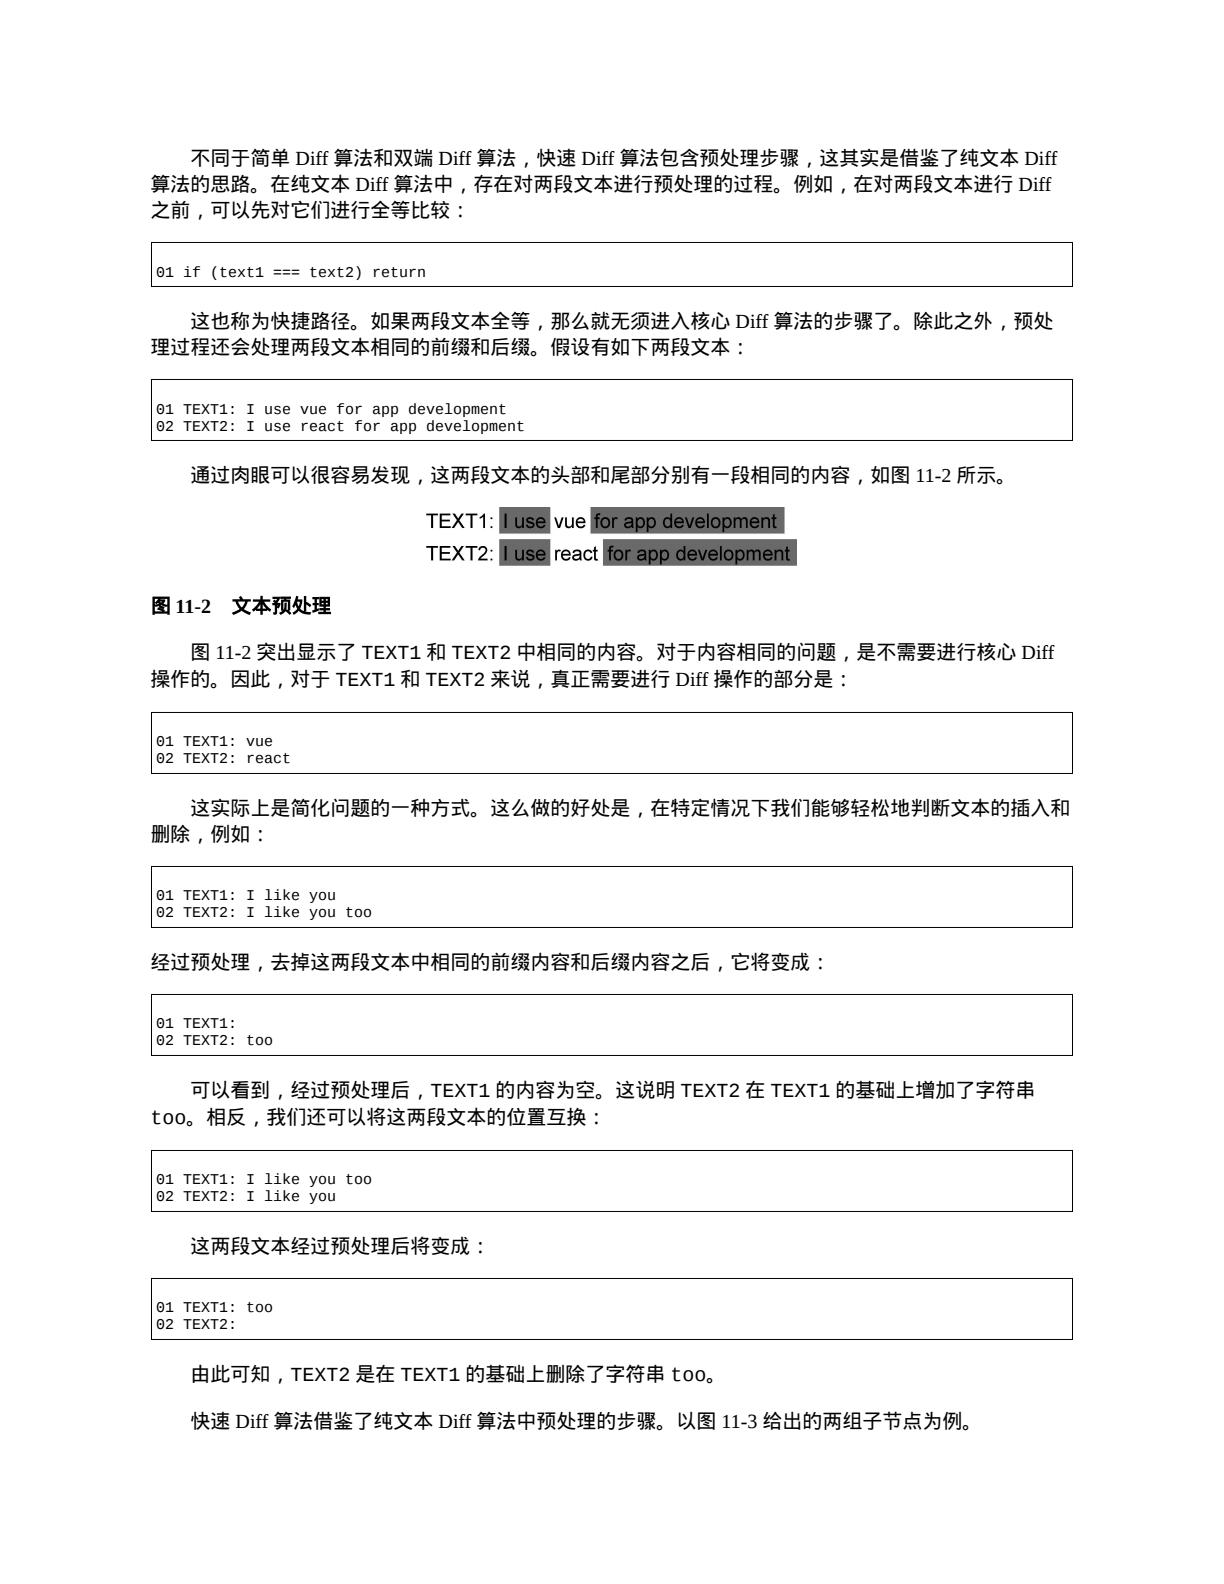 不同于简单 Diff 算法和双端 Diff 算法，快速 Diff 算法包含预处理步骤，这其实是借鉴了纯文本 Diff
算法的思路。在纯文本 Diff 算法中，存在对两段文本进行预处理的过程。例如，在对两段文本进行 Diff
之前，可以先对它们进行全等比较：
01 if (text1 === text2) return
这也称为快捷路径。如果两段文本全等，那么就无须进入核心 Diff 算法的步骤了。除此之外，预处
理过程还会处理两段文本相同的前缀和后缀。假设有如下两段文本：
01 TEXT1: I use vue for app development
02 TEXT2: I use react for app development
通过肉眼可以很容易发现，这两段文本的头部和尾部分别有一段相同的内容，如图 11-2 所示。
TEXT1: I use vue for app development
TEXT2: I use react for app development
图 11-2　文本预处理
图 11-2 突出显示了 TEXT1 和 TEXT2 中相同的内容。对于内容相同的问题，是不需要进行核心 Diff
操作的。因此，对于 TEXT1 和 TEXT2 来说，真正需要进行 Diff 操作的部分是：
01 TEXT1: vue
02 TEXT2: react
这实际上是简化问题的一种方式。这么做的好处是，在特定情况下我们能够轻松地判断文本的插入和
删除，例如：
01 TEXT1: I like you
02 TEXT2: I like you too
经过预处理，去掉这两段文本中相同的前缀内容和后缀内容之后，它将变成：
01 TEXT1:
02 TEXT2: too
可以看到，经过预处理后，TEXT1 的内容为空。这说明 TEXT2 在 TEXT1 的基础上增加了字符串
too。相反，我们还可以将这两段文本的位置互换：
01 TEXT1: I like you too
02 TEXT2: I like you
这两段文本经过预处理后将变成：
01 TEXT1: too
02 TEXT2:
由此可知，TEXT2 是在 TEXT1 的基础上删除了字符串 too。
快速 Diff 算法借鉴了纯文本 Diff 算法中预处理的步骤。以图 11-3 给出的两组子节点为例。